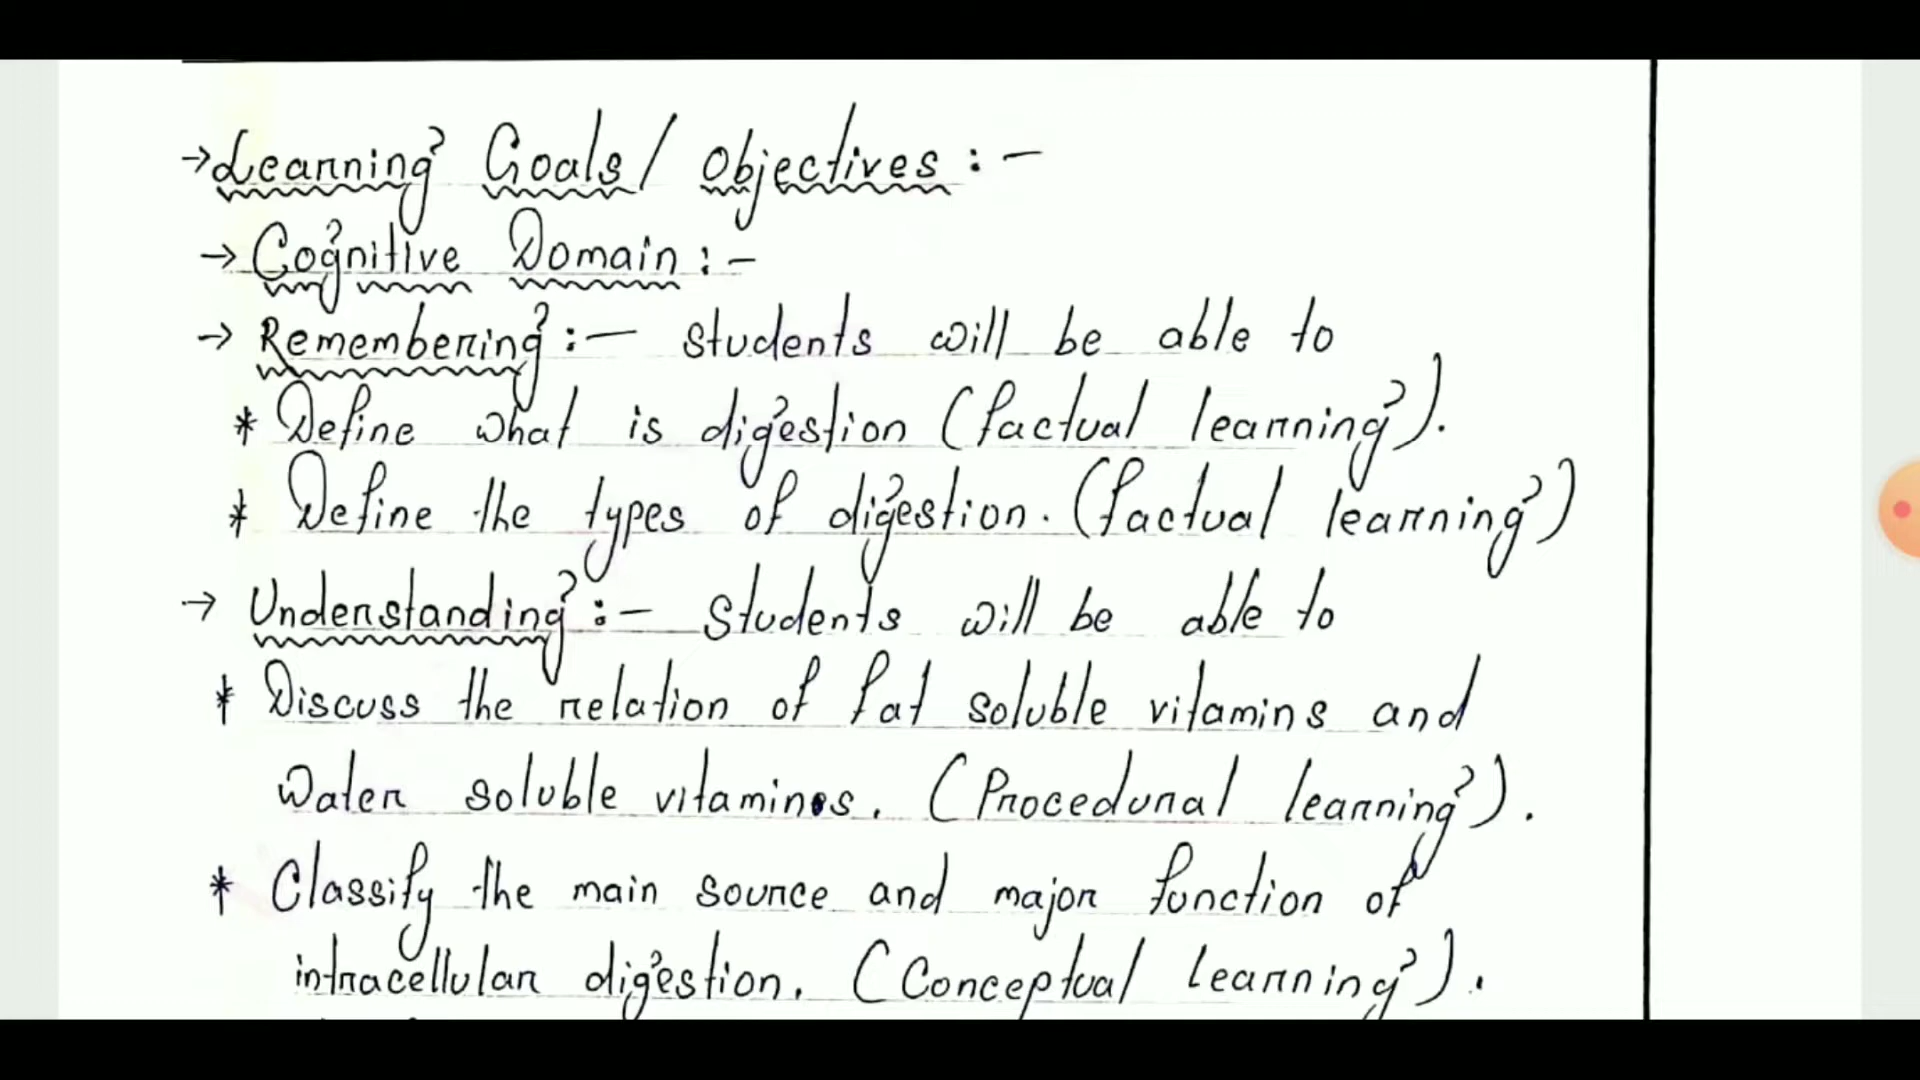 →Learning Goals/ Objectives :-
→ Cognitive Domain :-
→ Remembering :- Students will be able to
* Define what is digestion (factual learning).
* Define the types of digestion. (factual learning)
→ Understanding :- Students will be able to
* Discuss the relation of fat soluble vitamins and
water soluble vitamins. (Procedural learning).
* Classify the main source and major function of
intracellular digestion. (Conceptual learning).